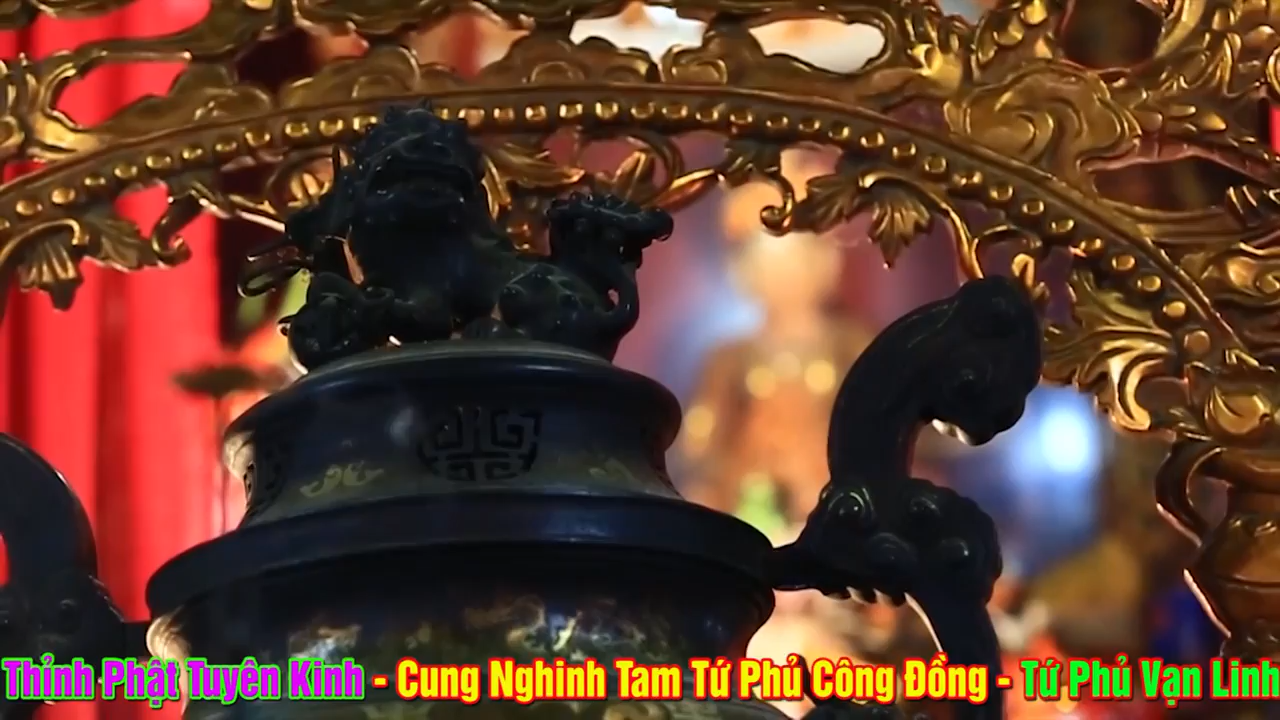 Thỉnh Phật Tuyên Kinh - Cung Nghinh Tam Tứ Phủ Công Đồng - Tứ Phủ Vạn Linh